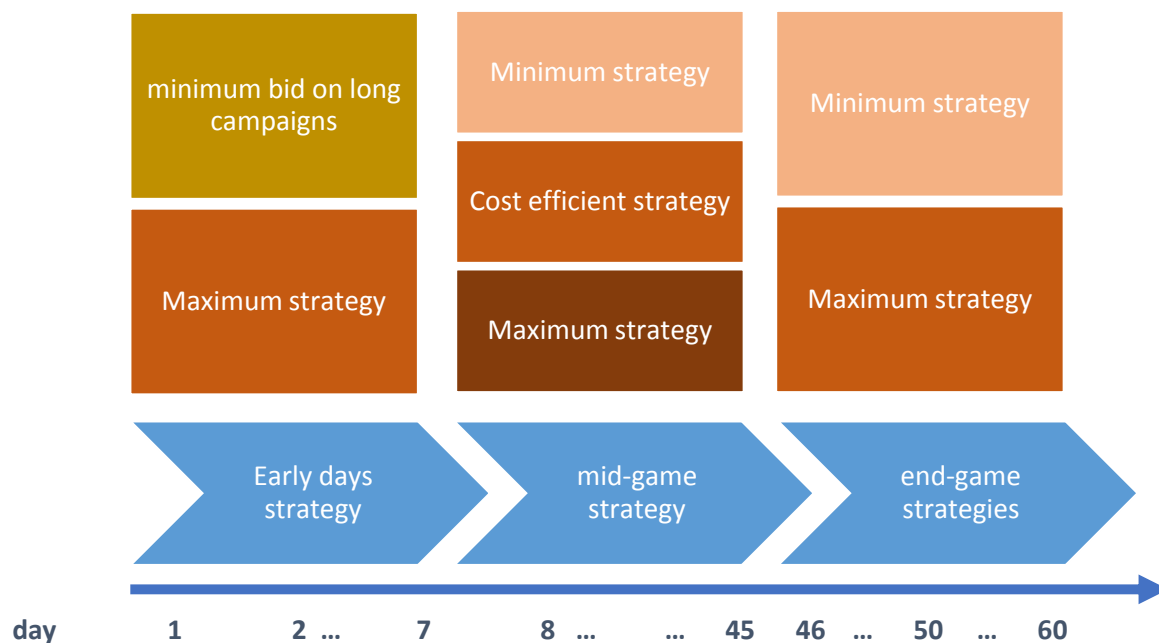 minimum bid on long
campaigns
Maximum strategy
Minimum strategy
Cost efficient strategy
Maximum strategy
Minimum strategy
Maximum strategy
Early days
strategy
mid-game
strategy
end-game
strategies
day 1 2 ... 7 8 ... ... 45 46 ... 50 ... 60